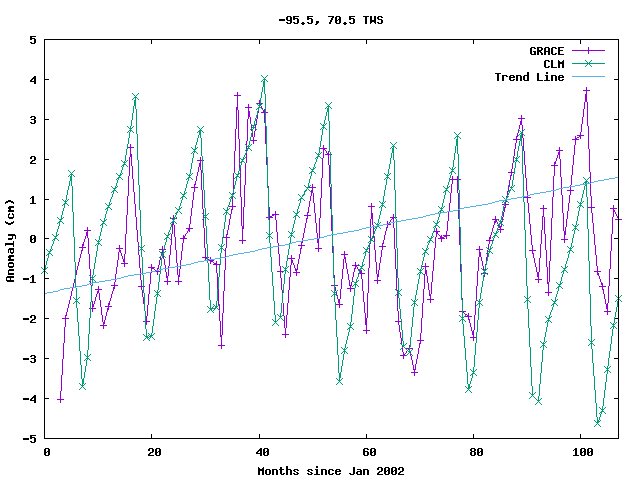 -95.5, 70.5 TWS
GRACE
CLM
Trend Line
5
4
3
2
1
0
-1
-2
-3
-4
-5
Anomaly (cm)
0 20 40 60 80 100
Months since Jan 2002